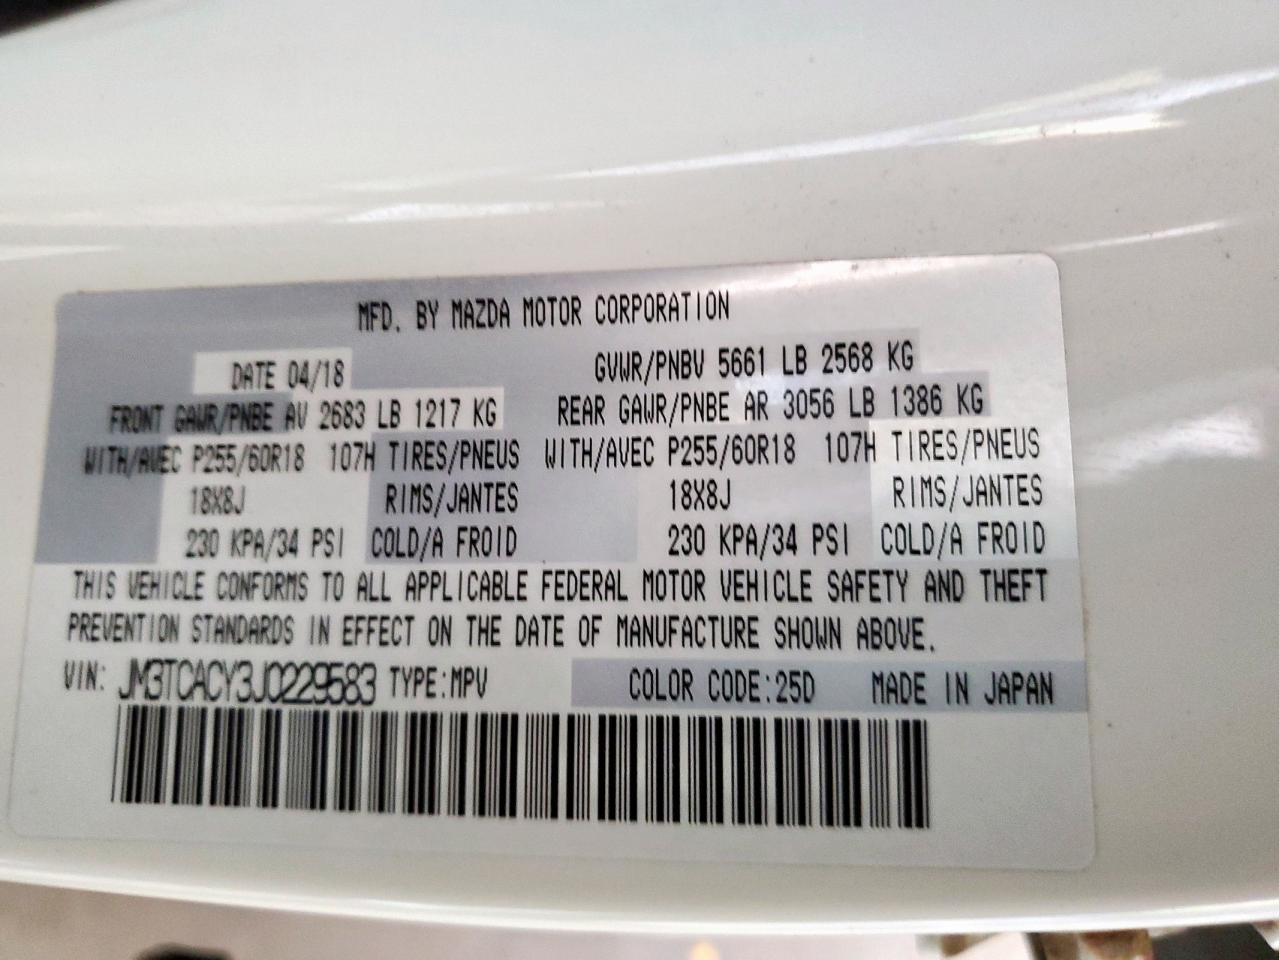 MFD. BY MAZDA MOTOR CORPORATION
DATE 04/18 GVWR/PNBV 5661 LB 2568 KG
FRONT GAWR/PNBE AV 2683 LB 1217 KG REAR GAWR/PNBE AR 3056 LB 1386 KG
WITH/AVEC P255/60R18 107H TIRES/PNEUS WITH/AVEC P255/60R18 107H TIRES/PNEUS
18X8J RIMS/JANTES 18X8J RIMS/JANTES
230 KPA/34 PSI COLD/A FROID 230 KPA/34 PSI COLD/A FROID
THIS VEHICLE CONFORMS TO ALL APPLICABLE FEDERAL MOTOR VEHICLE SAFETY AND THEFT
PREVENTION STANDARDS IN EFFECT ON THE DATE OF MANUFACTURE SHOWN ABOVE.
VIN: JM3TCACY3J0229583 TYPE:MPV COLOR CODE:25D MADE IN JAPAN